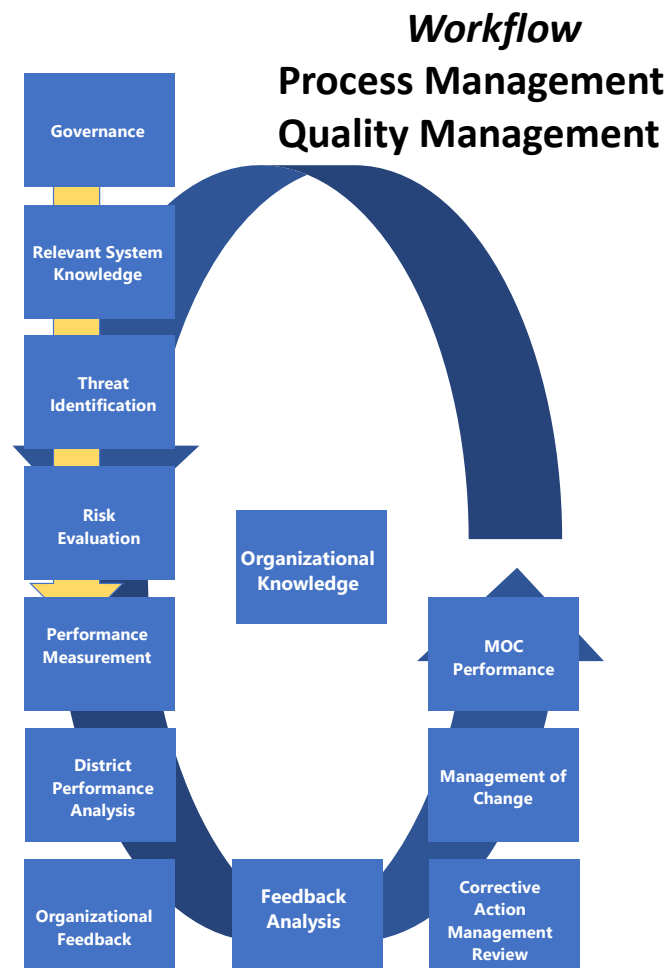 Workflow
Process Management
Quality Management
Governance
Relevant System
Knowledge
Threat
Identification
Risk
Evaluation
Organizational
Knowledge
Performance
Measurement
MOC
Performance
District
Performance
Analysis
Management of
Change
Organizational
Feedback
Feedback
Analysis
Corrective
Action
Management
Review